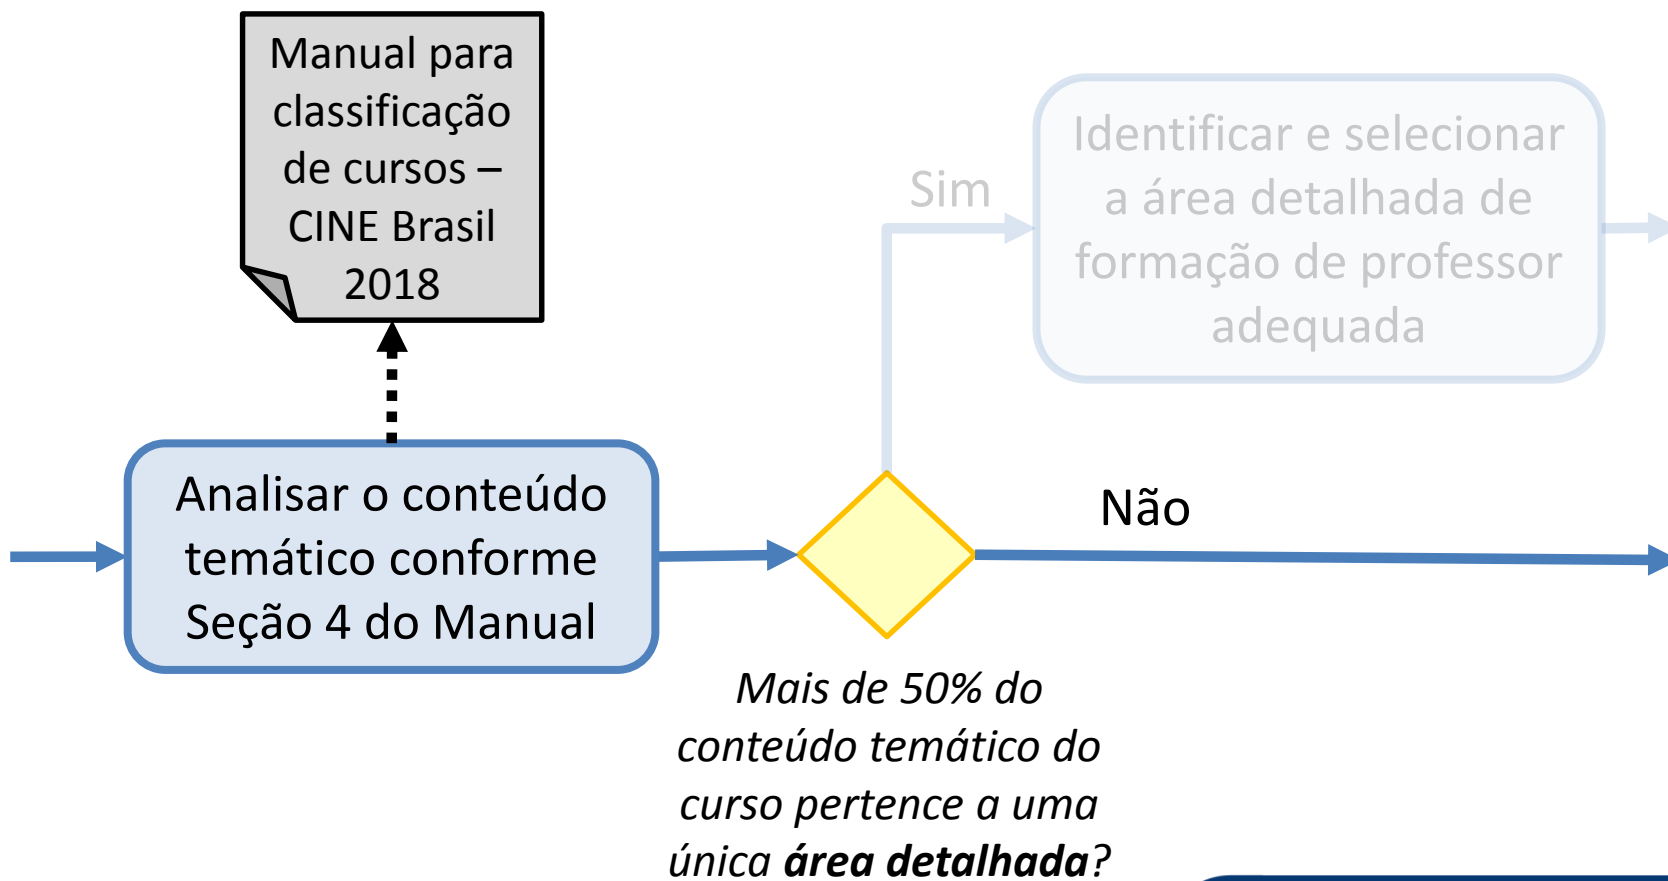 Manual para
classificação
de cursos –
CINE Brasil
2018
Sim
Identificar e selecionar
a área detalhada de
formação de professor
adequada
Analisar o conteúdo
temático conforme
Seção 4 do Manual
Não
Mais de 50% do
conteúdo temático do
curso pertence a uma
única área detalhada?